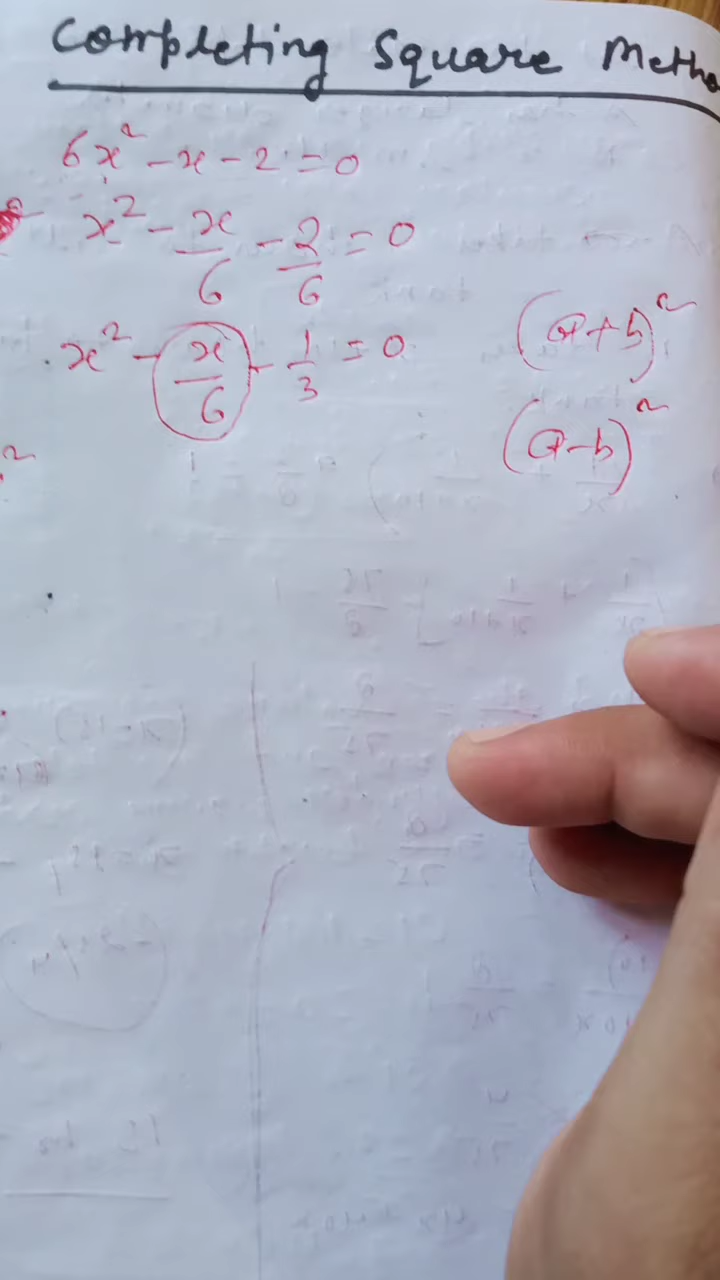 Completing Square Metho
6x² - x - 2 = 0
x² - x/6 - 2/6 = 0
x² - x/6 - 1/3 = 0
(a+b)²
(a-b)²